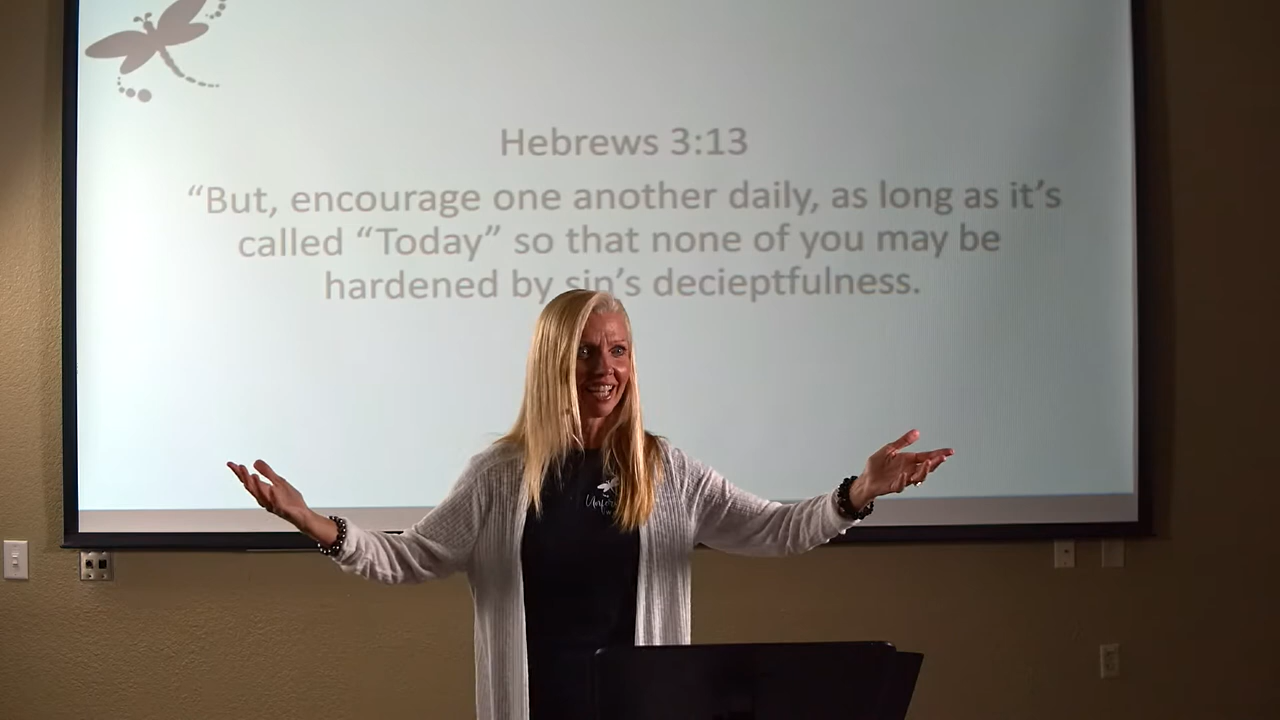 Hebrews 3:13
“But, encourage one another daily, as long as it’s
called “Today” so that none of you may be
hardened by sin’s decieptfulness.